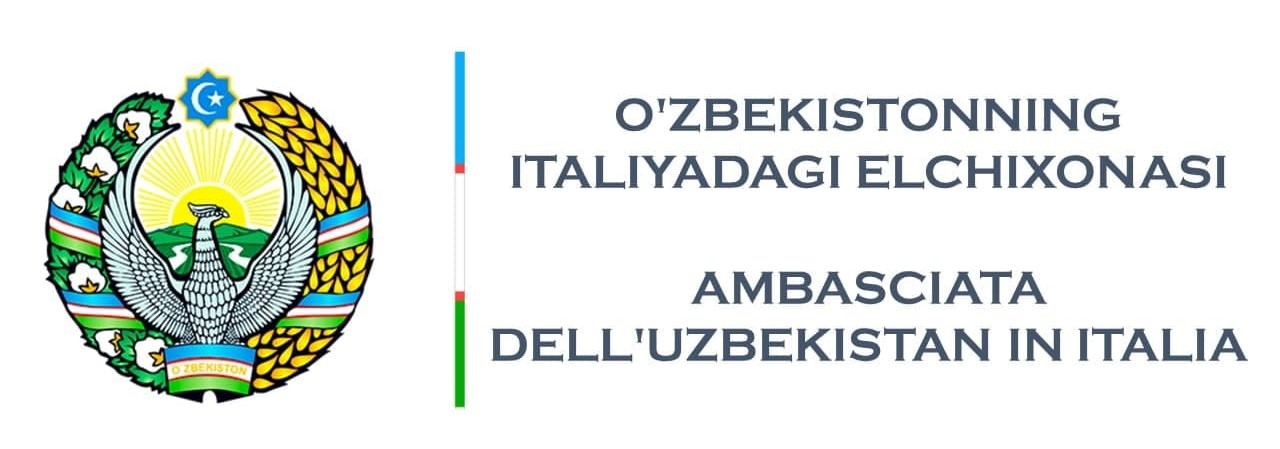 O'ZBEKISTON
O'ZBEKISTONNING
ITALIYADAGI ELCHIXONASI
AMBASCIATA
DELL'UZBEKISTAN IN ITALIA